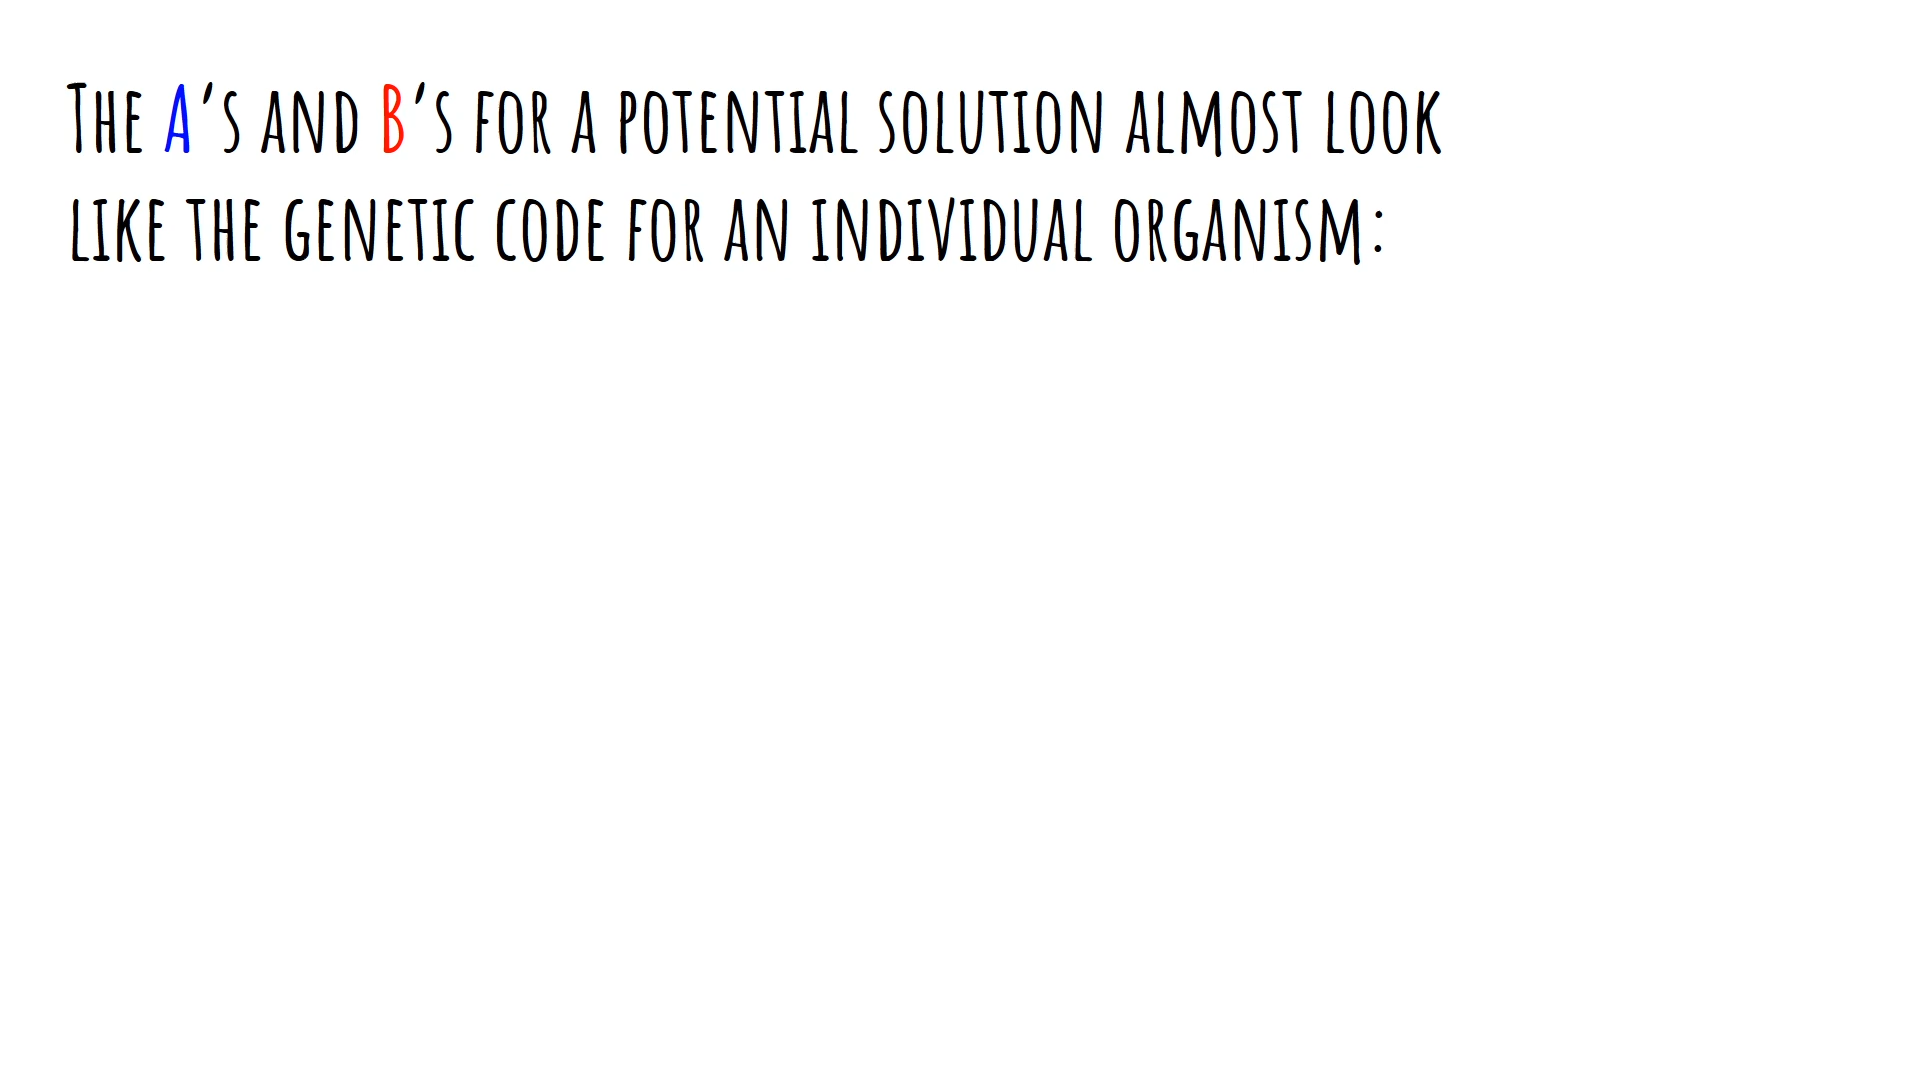 The A's and B's for a potential solution almost look
like the genetic code for an individual organism: